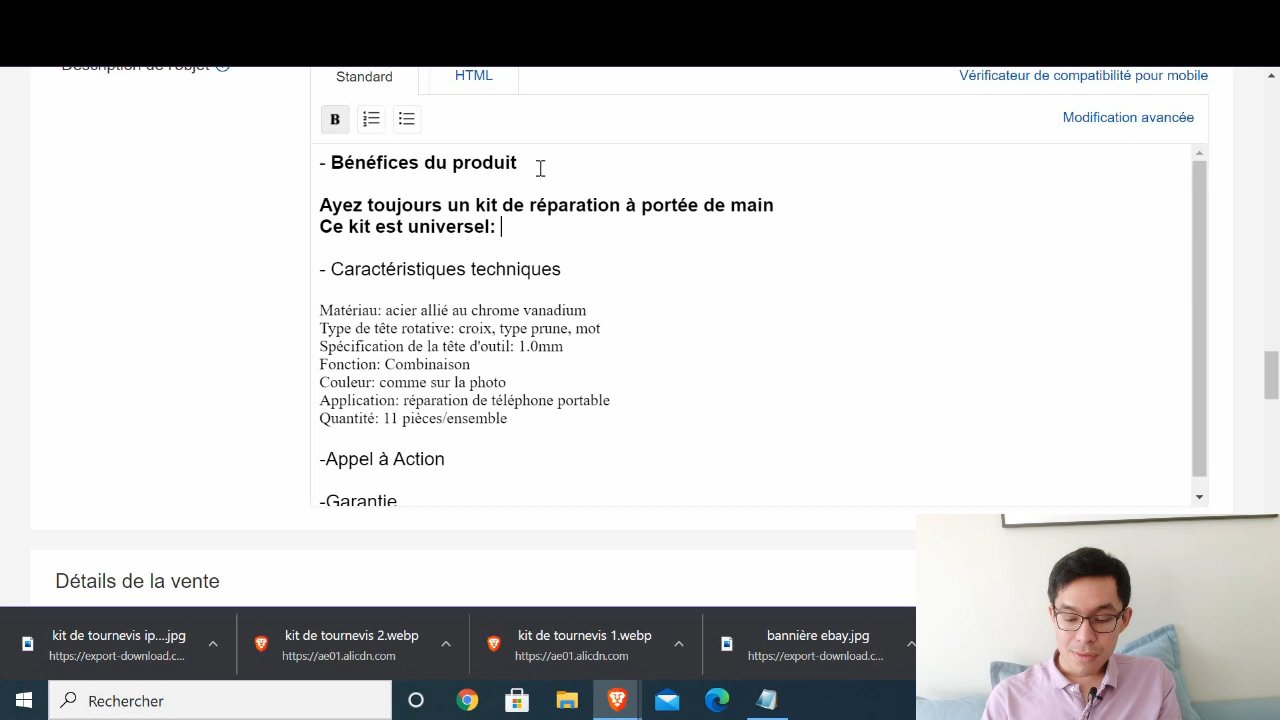 Description de l'objet
Standard
HTML
Vérificateur de compatibilité pour mobile
B
Modification avancée
- Bénéfices du produit
Ayez toujours un kit de réparation à portée de main
Ce kit est universel:
- Caractéristiques techniques
Matériau: acier allié au chrome vanadium
Type de tête rotative: croix, type prune, mot
Spécification de la tête d'outil: 1.0mm
Fonction: Combinaison
Couleur: comme sur la photo
Application: réparation de téléphone portable
Quantité: 11 pièces/ensemble
-Appel à Action
-Garantie
Détails de la vente
kit de tournevis ip....jpg
https://export-download.c...
kit de tournevis 2.webp
https://ae01.alicdn.com
kit de tournevis 1.webp
https://ae01.alicdn.com
bannière ebay.jpg
https://export-download.c...
Rechercher